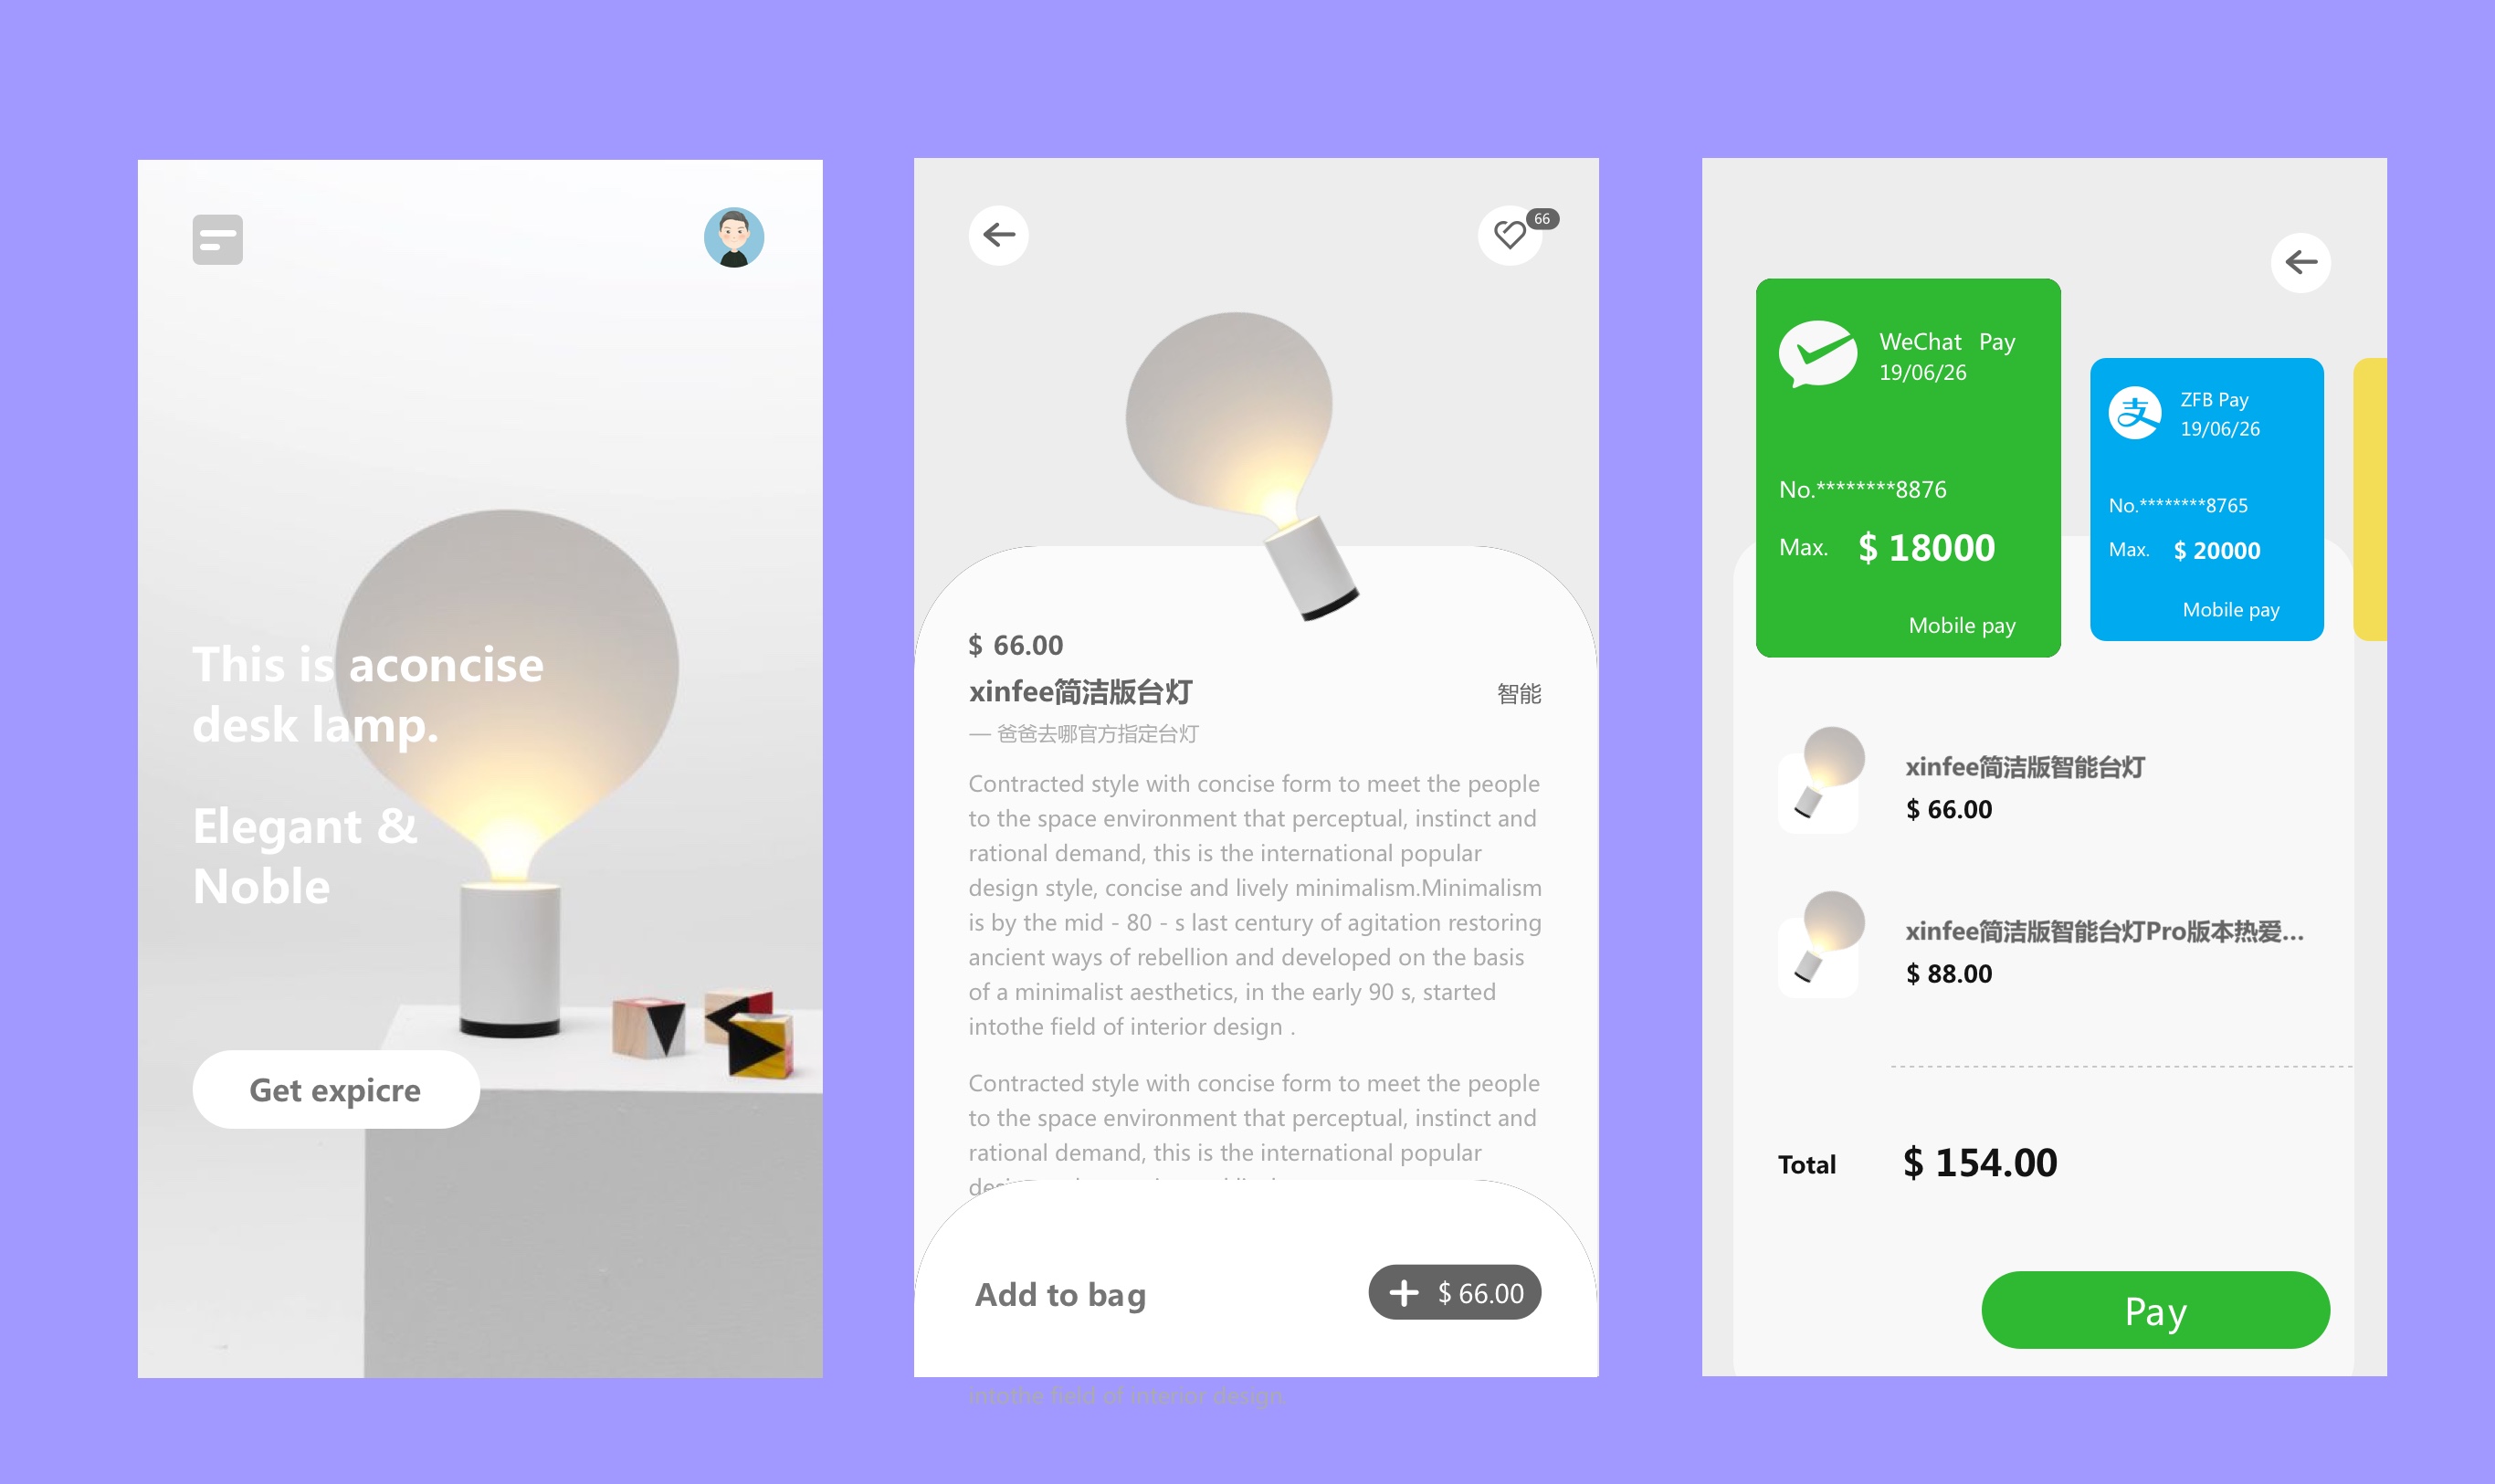 This is aconcise
desk lamp.
Elegant &
Noble
Get expicre
66
$ 66.00
xinfee简洁版台灯
智能
— 爸爸去哪官方指定台灯
Contracted style with concise form to meet the people
to the space environment that perceptual, instinct and
rational demand, this is the international popular
design style, concise and lively minimalism.Minimalism
is by the mid - 80 - s last century of agitation restoring
ancient ways of rebellion and developed on the basis
of a minimalist aesthetics, in the early 90 s, started
intothe field of interior design .
Contracted style with concise form to meet the people
to the space environment that perceptual, instinct and
rational demand, this is the international popular
Add to bag
$ 66.00
intothe field of interior design.
WeChat Pay
19/06/26
No.********8876
Max. $ 18000
Mobile pay
支
ZFB Pay
19/06/26
No.********8765
Max. $ 20000
Mobile pay
xinfee简洁版智能台灯
$ 66.00
xinfee简洁版智能台灯Pro版本热爱...
$ 88.00
Total $ 154.00
Pay